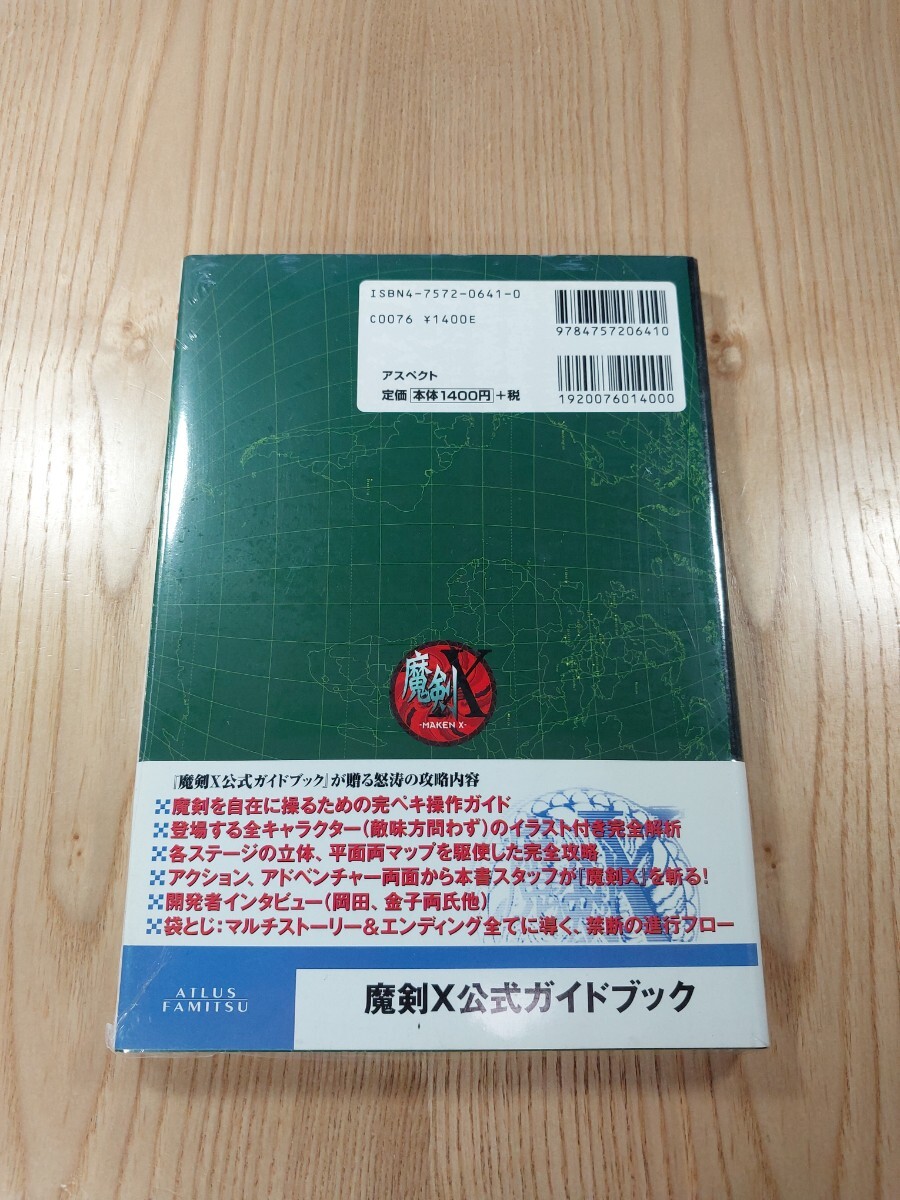 ISBN4-7572-0641-0
C0076 ¥1400E
9784757206410
アスペクト
定価 本体1400円 +税
1920076014000
魔剣X
-MAKEN X-
『魔剣X公式ガイドブック』が贈る怒涛の攻略内容
魔剣を自在に操るための完ペキ操作ガイド
登場する全キャラクター(敵味方問わず)のイラスト付き完全解析
各ステージの立体、平面両マップを駆使した完全攻略
アクション、アドベンチャー両面から本書スタッフが『魔剣X』を斬る!
開発者インタビュー(岡田、金子両氏他)
袋とじ:マルチストーリー&エンディング全てに導く、禁断の進行フロー
ATLUS
FAMITSU
魔剣X公式ガイドブック